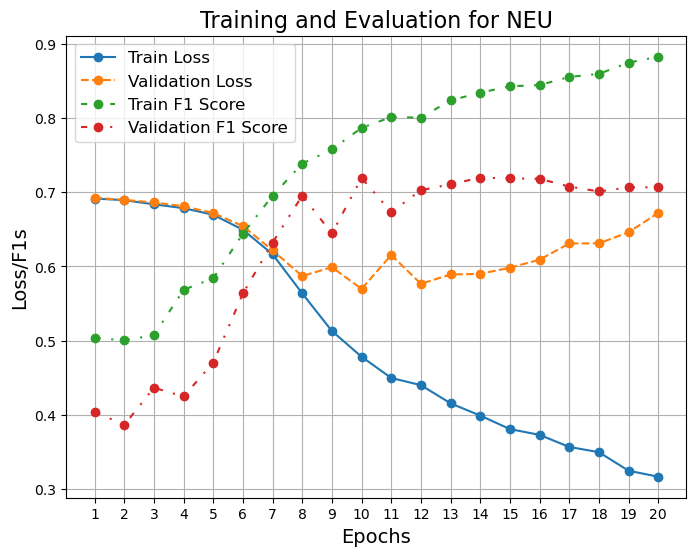 Training and Evaluation for NEU
0.9
0.8
0.7
0.6
0.5
0.4
0.3
Loss/F1s
Train Loss
Validation Loss
Train F1 Score
Validation F1 Score
1 2 3 4 5 6 7 8 9 10 11 12 13 14 15 16 17 18 19 20
Epochs